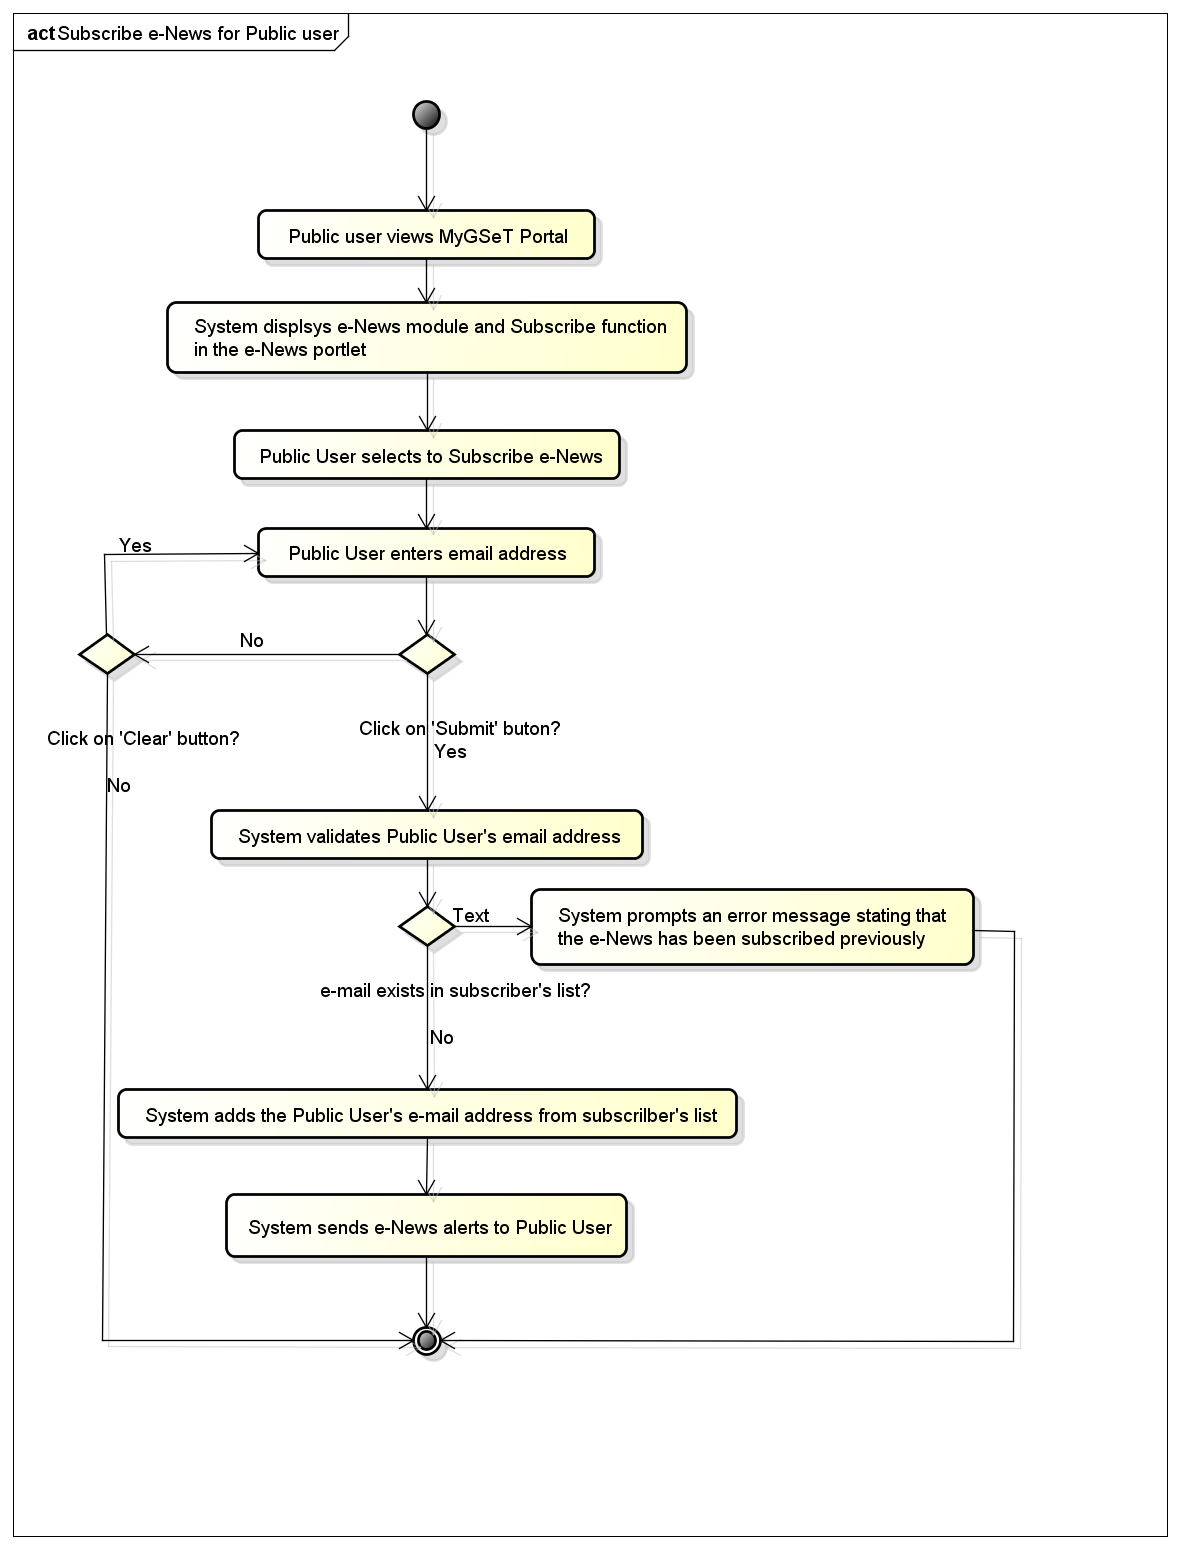 act Subscribe e-News for Public user
Public user views MyGSeT Portal
System displsys e-News module and Subscribe function
in the e-News portlet
Public User selects to Subscribe e-News
Yes
Public User enters email address
No
Click on 'Submit' buton?
Yes
Click on 'Clear' button?
No
System validates Public User's email address
Text
System prompts an error message stating that
the e-News has been subscribed previously
e-mail exists in subscriber's list?
No
System adds the Public User's e-mail address from subscrilber's list
System sends e-News alerts to Public User